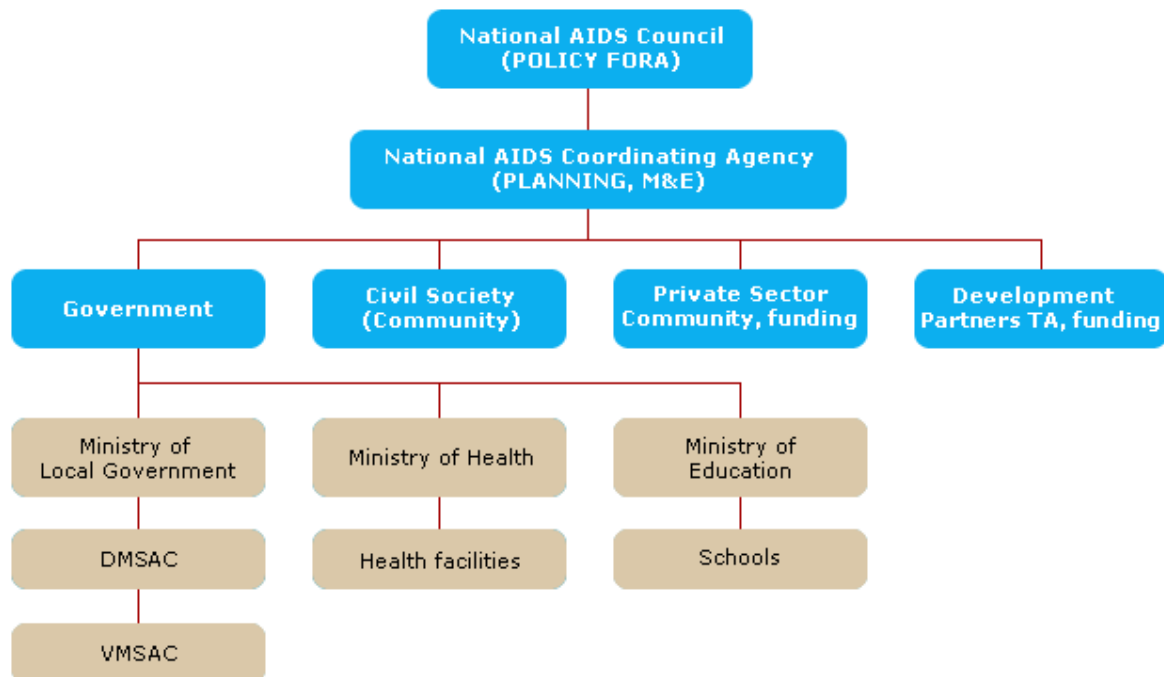 National AIDS Council
(POLICY FORA)
National AIDS Coordinating Agency
(PLANNING, M&E)
Government
Civil Society
(Community)
Private Sector
Community, funding
Development
Partners TA, funding
Ministry of
Local Government
Ministry of Health
Ministry of
Education
DMSAC
Health facilities
Schools
VMSAC